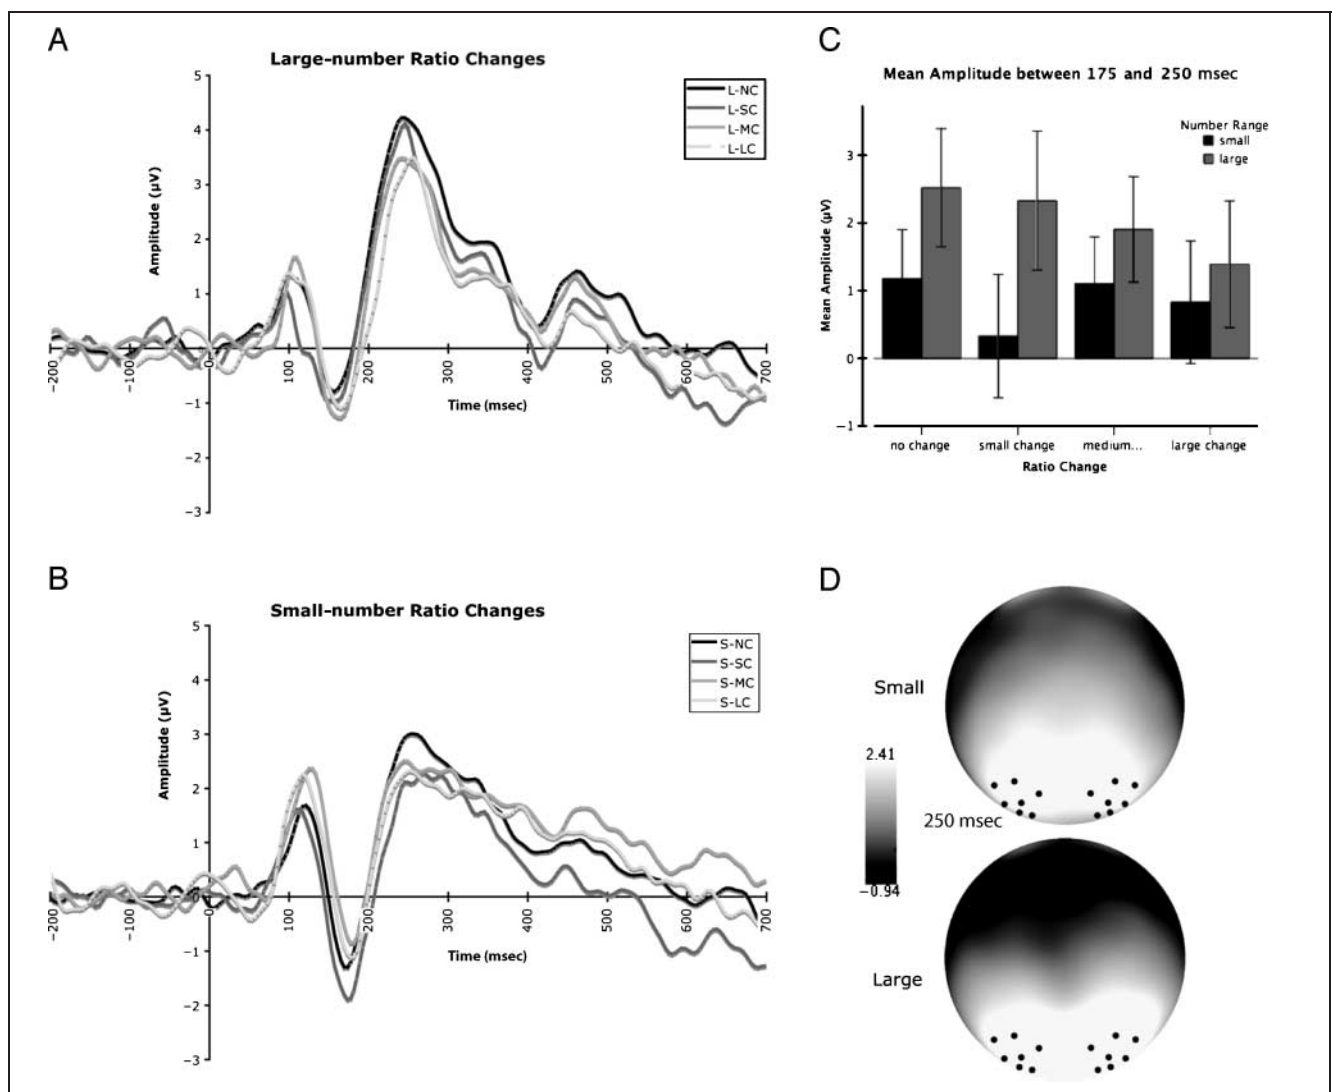 A
Large-number Ratio Changes
5
4
3
2
1
0
−1
−2
−3
Amplitude (µV)
-200
-100
100
200
300
400
500
600
700
Time (msec)
L-NC
L-SC
L-MC
L-LC
B
Small-number Ratio Changes
5
4
3
2
1
0
−1
−2
−3
Amplitude (µV)
-200
-100
0
100
200
300
400
500
600
700
Time (msec)
S-NC
S-SC
S-MC
S-LC
C
Mean Amplitude between 175 and 250 msec
Number Range
small
large
3
2
1
0
−1
Mean Amplitude (µV)
no change
small change
medium...
large change
Ratio Change
D
Small
2.41
250 msec
−0.94
Large